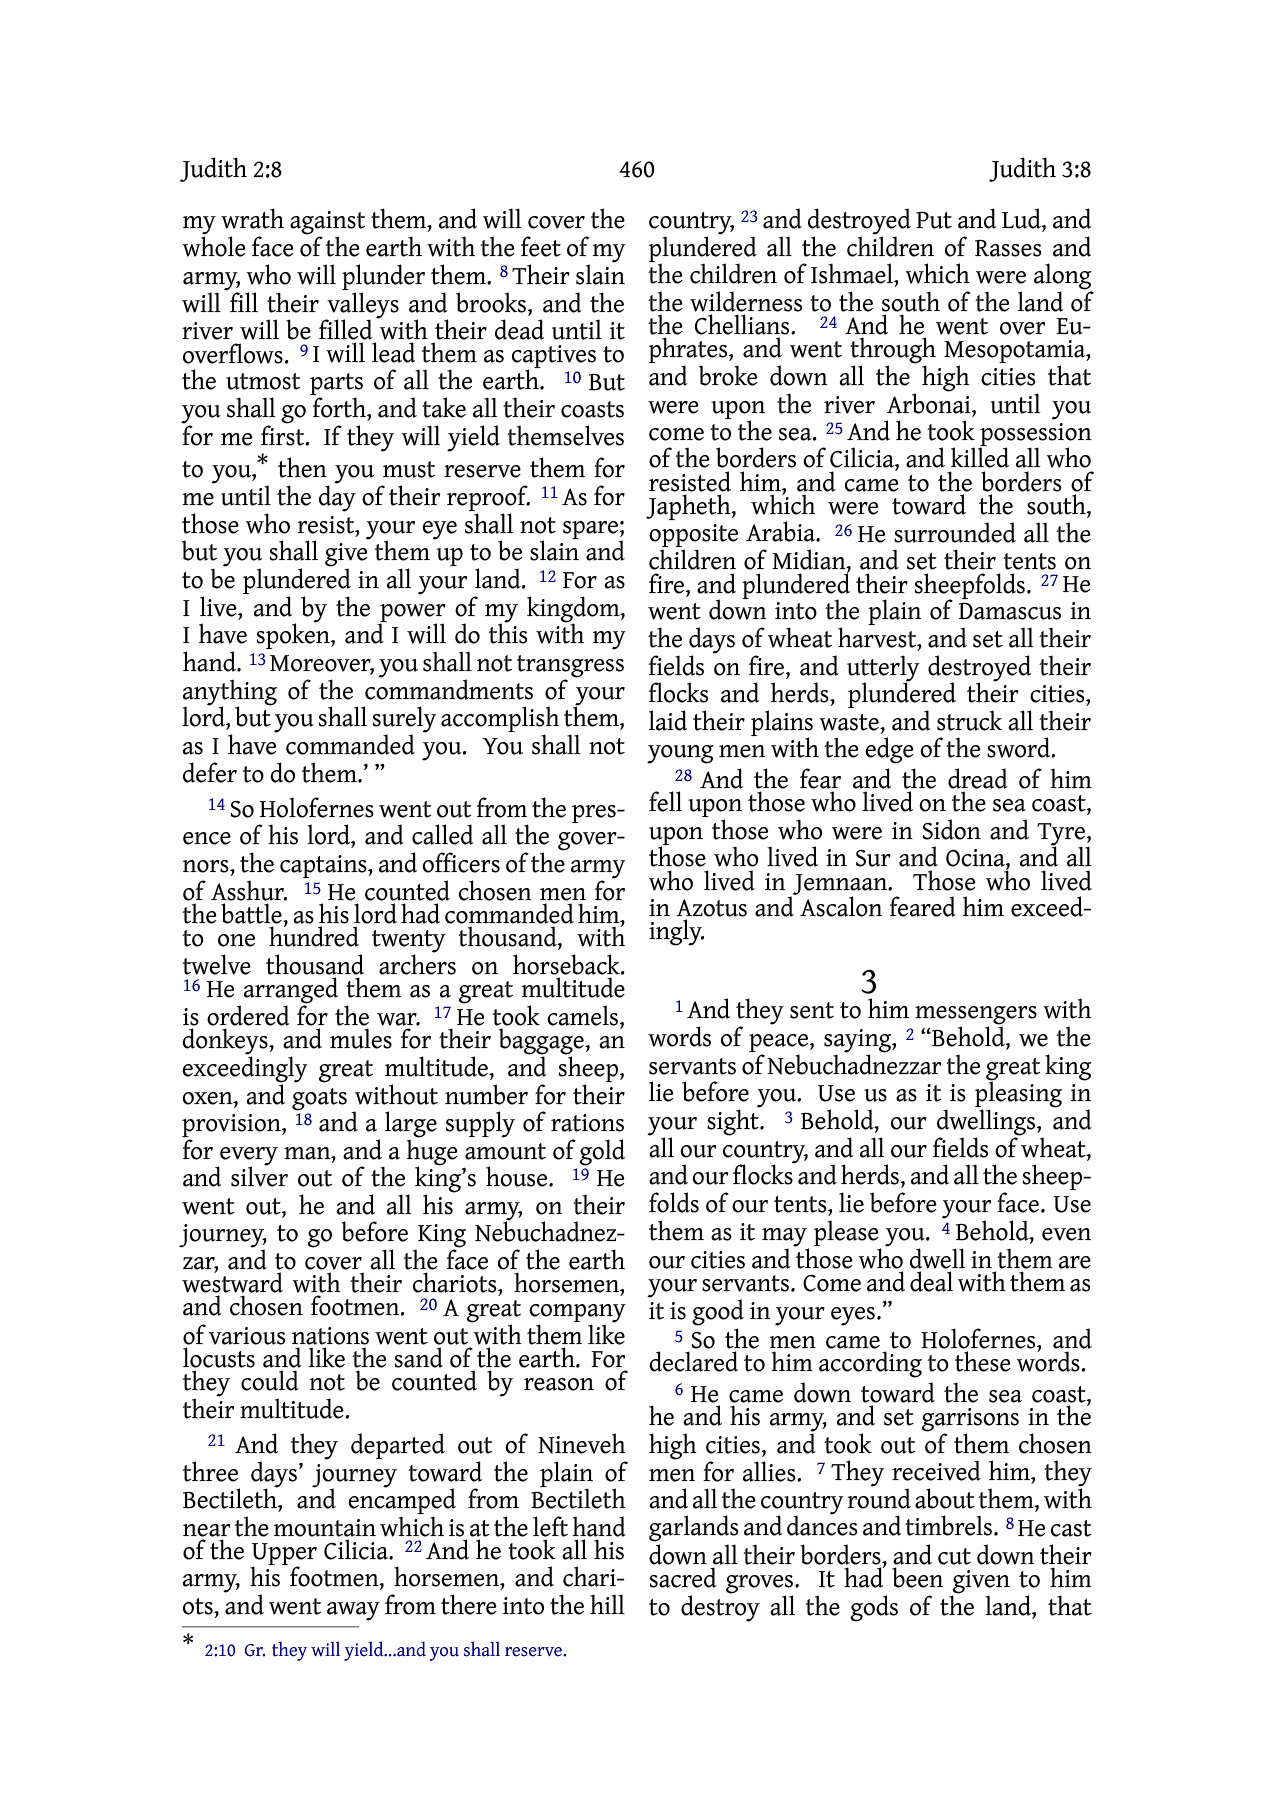 Judith 2:8 460 Judith 3:8
my wrath against them, and will cover the
whole face of the earth with the feet of my
army, who will plunder them. 8 Their slain
will fill their valleys and brooks, and the
river will be filled with their dead until it
overflows. 9 I will lead them as captives to
the utmost parts of all the earth. 10 But
you shall go forth, and take all their coasts
for me first. If they will yield themselves
to you,* then you must reserve them for
me until the day of their reproof. 11 As for
those who resist, your eye shall not spare;
but you shall give them up to be slain and
to be plundered in all your land. 12 For as
I live, and by the power of my kingdom,
I have spoken, and I will do this with my
hand. 13 Moreover, you shall not transgress
anything of the commandments of your
lord, but you shall surely accomplish them,
as I have commanded you. You shall not
defer to do them.’ ”
14 So Holofernes went out from the pres-
ence of his lord, and called all the gover-
nors, the captains, and officers of the army
of Asshur. 15 He counted chosen men for
the battle, as his lord had commanded him,
to one hundred twenty thousand, with
twelve thousand archers on horseback.
16 He arranged them as a great multitude
is ordered for the war. 17 He took camels,
donkeys, and mules for their baggage, an
exceedingly great multitude, and sheep,
oxen, and goats without number for their
provision, 18 and a large supply of rations
for every man, and a huge amount of gold
and silver out of the king’s house. 19 He
went out, he and all his army, on their
journey, to go before King Nebuchadnez-
zar, and to cover all the face of the earth
westward with their chariots, horsemen,
and chosen footmen. 20 A great company
of various nations went out with them like
locusts and like the sand of the earth. For
they could not be counted by reason of
their multitude.
21 And they departed out of Nineveh
three days’ journey toward the plain of
Bectileth, and encamped from Bectileth
near the mountain which is at the left hand
of the Upper Cilicia. 22 And he took all his
army, his footmen, horsemen, and chari-
ots, and went away from there into the hill
country, 23 and destroyed Put and Lud, and
plundered all the children of Rasses and
the children of Ishmael, which were along
the wilderness to the south of the land of
the Chellians. 24 And he went over Eu-
phrates, and went through Mesopotamia,
and broke down all the high cities that
were upon the river Arbonai, until you
come to the sea. 25 And he took possession
of the borders of Cilicia, and killed all who
resisted him, and came to the borders of
Japheth, which were toward the south,
opposite Arabia. 26 He surrounded all the
children of Midian, and set their tents on
fire, and plundered their sheepfolds. 27 He
went down into the plain of Damascus in
the days of wheat harvest, and set all their
fields on fire, and utterly destroyed their
flocks and herds, plundered their cities,
laid their plains waste, and struck all their
young men with the edge of the sword.
28 And the fear and the dread of him
fell upon those who lived on the sea coast,
upon those who were in Sidon and Tyre,
those who lived in Sur and Ocina, and all
who lived in Jemnaan. Those who lived
in Azotus and Ascalon feared him exceed-
ingly.
3
1 And they sent to him messengers with
words of peace, saying, 2 “Behold, we the
servants of Nebuchadnezzar the great king
lie before you. Use us as it is pleasing in
your sight. 3 Behold, our dwellings, and
all our country, and all our fields of wheat,
and our flocks and herds, and all the sheep-
folds of our tents, lie before your face. Use
them as it may please you. 4 Behold, even
our cities and those who dwell in them are
your servants. Come and deal with them as
it is good in your eyes.”
5 So the men came to Holofernes, and
declared to him according to these words.
6 He came down toward the sea coast,
he and his army, and set garrisons in the
high cities, and took out of them chosen
men for allies. 7 They received him, they
and all the country round about them, with
garlands and dances and timbrels. 8 He cast
down all their borders, and cut down their
sacred groves. It had been given to him
to destroy all the gods of the land, that
* 2:10 Gr. they will yield...and you shall reserve.